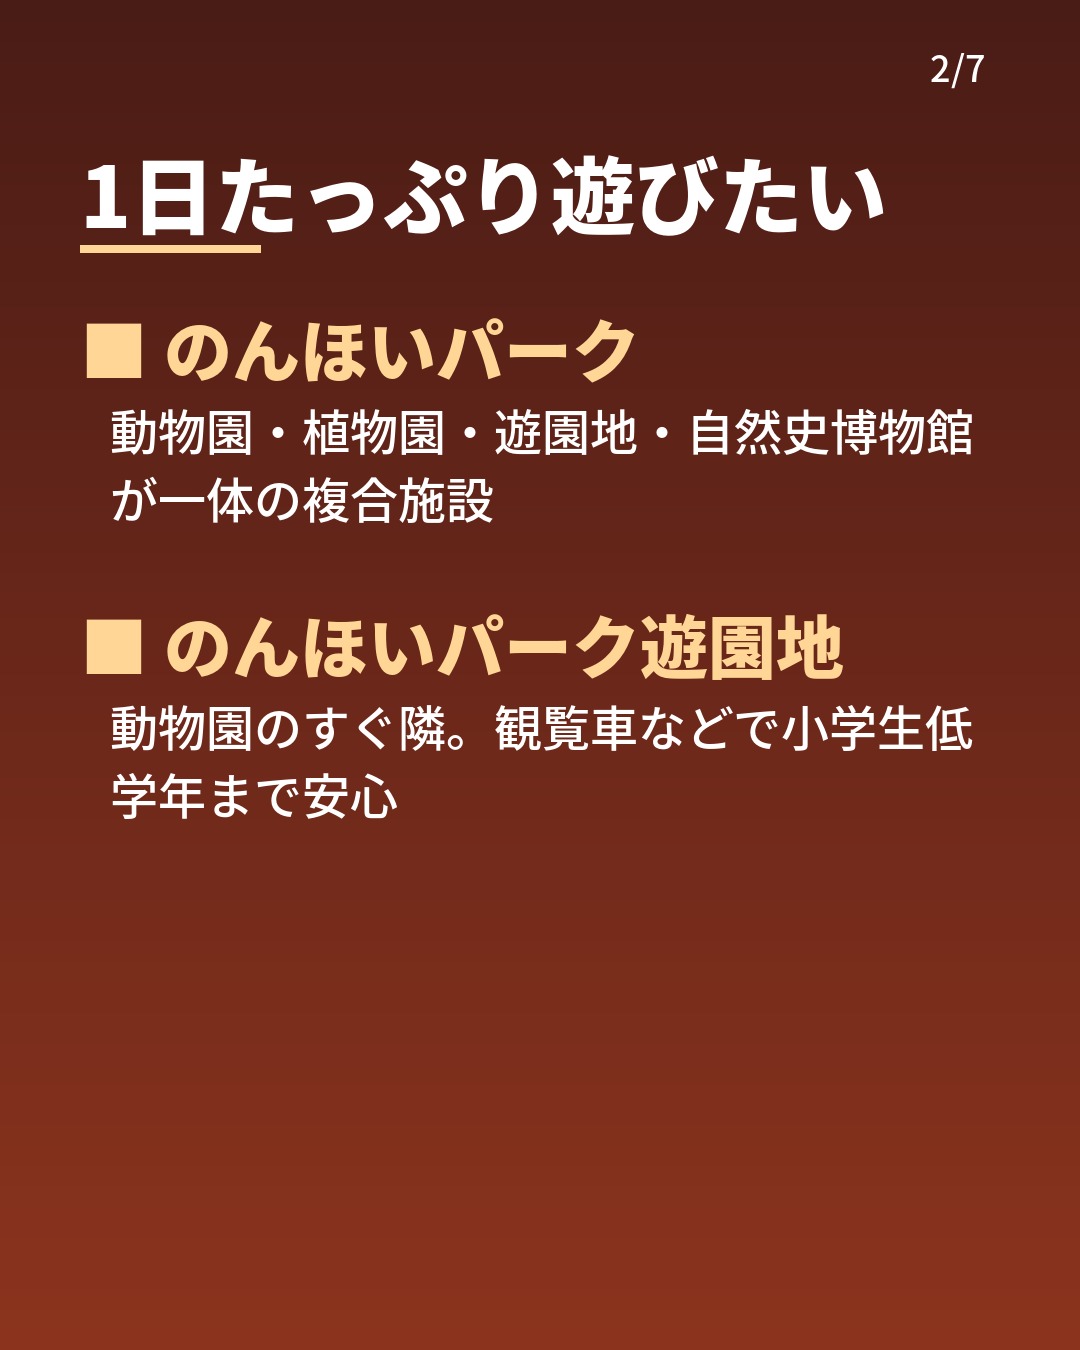 2/7
1日たっぷり遊びたい
■ のんほいパーク
動物園・植物園・遊園地・自然史博物館
が一体の複合施設
■ のんほいパーク遊園地
動物園のすぐ隣。観覧車などで小学生低
学年まで安心